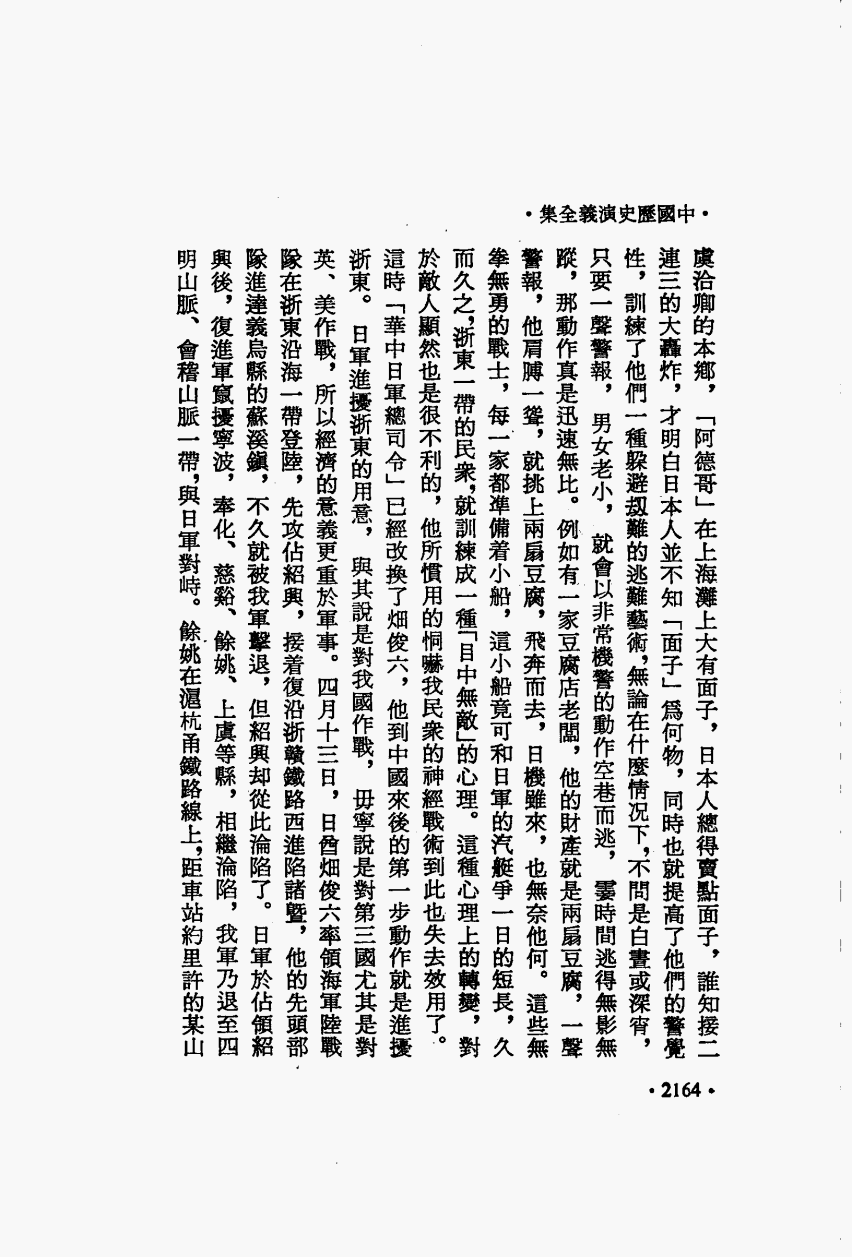 ·中國歷史演義全集·
虞洽卿的本鄉，「阿德哥」在上海灘上大有面子，日本人總得賣點面子，誰知接二
連三的大轟炸，才明白日本人並不知「面子」爲何物，同時也就提高了他們的警覺
性，訓練了他們一種躱避刼難的逃難藝術，無論在什麼情况下，不問是白晝或深宵，
只要一聲警報，男女老小，就會以非常機警的動作空巷而逃，霎時間逃得無影無
蹤，那動作真是迅速無比。例如有一家豆腐店老闆，他的財產就是兩扇豆腐，一聲
警報，他肩膊一聳，就挑上兩扇豆腐，飛奔而去，日機雖來，也無奈他何。這些無
拳無勇的戰士，每一家都準備着小船，這小船竟可和日軍的汽艇爭一日的短長，久
而久之，浙東一帶的民衆，就訓練成一種「目中無敵」的心理。這種心理上的轉變，對
於敵人顯然也是很不利的，他所慣用的恫嚇我民衆的神經戰術到此也失去效用了。
這時「華中日軍總司令」已經改換了畑俊六，他到中國來後的第一步動作就是進擾
浙東。日軍進擾浙東的用意，與其說是對我國作戰，毋寧說是對第三國尤其是對
英、美作戰，所以經濟的意義更重於軍事。四月十三日，日酋畑俊六率領海軍陸戰
隊在浙東沿海一帶登陸，先攻佔紹興，接着復沿浙贛鐵路西進陷諸暨，他的先頭部
隊進達義烏縣的蘇溪鎭，不久就被我軍擊退，但紹興却從此淪陷了。日軍於佔領紹
興後，復進軍竄擾寧波，奉化、慈谿、餘姚、上虞等縣，相繼淪陷，我軍乃退至四
明山脈、會稽山脈一帶，與日軍對峙。餘姚在滬杭甬鐵路線上，距車站約里許的某山
·2164·